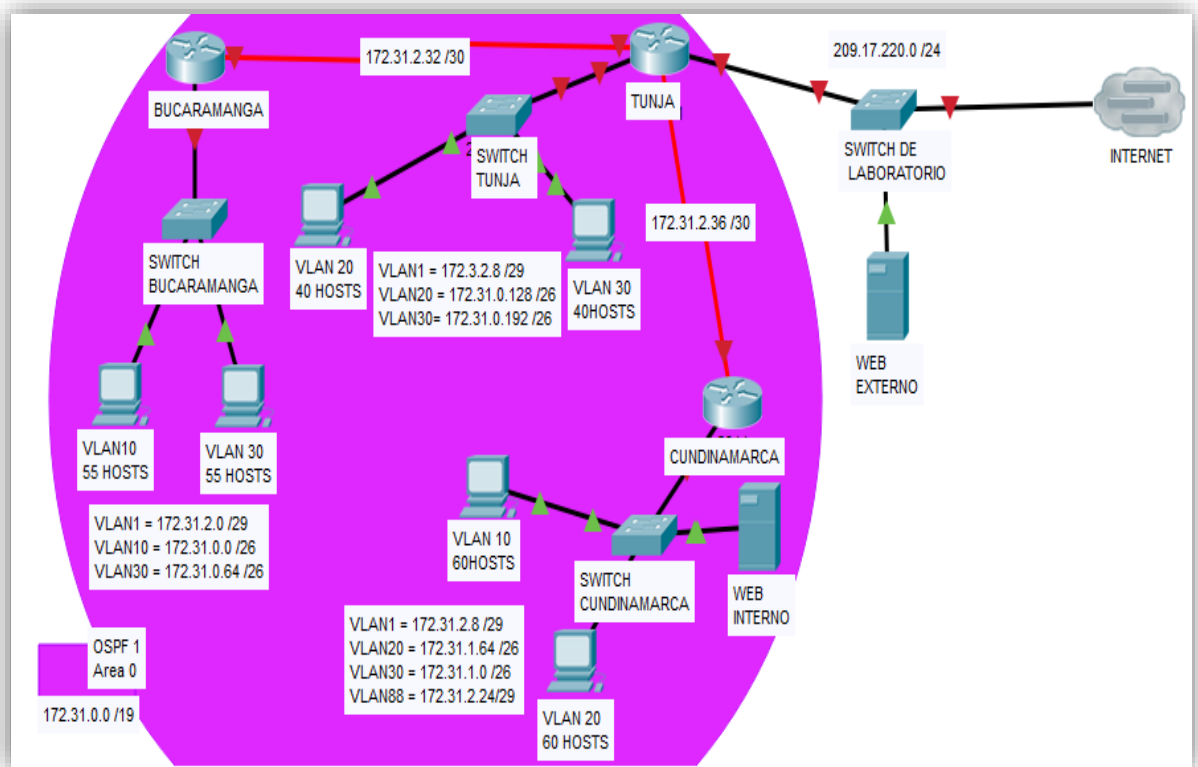 172.31.2.32 /30
209.17.220.0 /24
BUCARAMANGA
TUNJA
INTERNET
SWITCH DE
LABORATORIO
SWITCH
TUNJA
172.31.2.36 /30
SWITCH
BUCARAMANGA
VLAN 20
40 HOSTS
VLAN1 = 172.3.2.8 /29
VLAN20 = 172.31.0.128 /26
VLAN30= 172.31.0.192 /26
VLAN 30
40HOSTS
WEB
EXTERNO
VLAN10
55 HOSTS
VLAN 30
55 HOSTS
CUNDINAMARCA
VLAN1 = 172.31.2.0 /29
VLAN10 = 172.31.0.0 /26
VLAN30 = 172.31.0.64 /26
VLAN 10
60HOSTS
SWITCH
CUNDINAMARCA
WEB
INTERNO
VLAN1 = 172.31.2.8 /29
VLAN20 = 172.31.1.64 /26
VLAN30 = 172.31.1.0 /26
VLAN88 = 172.31.2.24/29
VLAN 20
60 HOSTS
OSPF 1
Area 0
172.31.0.0 /19